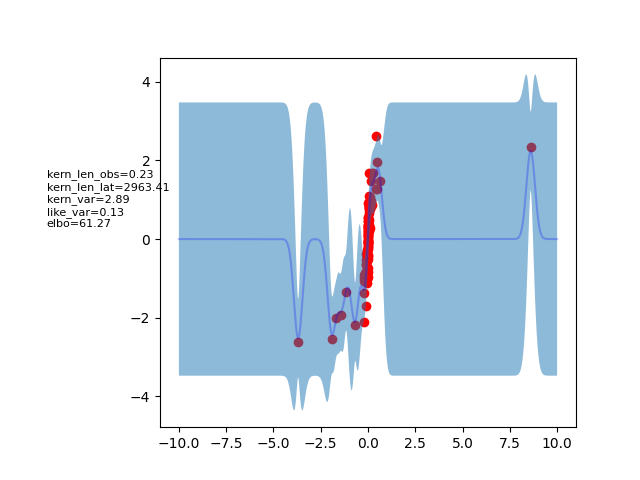 kern_len_obs=0.23
kern_len_lat=2963.41
kern_var=2.89
like_var=0.13
elbo=61.27
4
2
0
−2
−4
−10.0 −7.5 −5.0 −2.5 0.0 2.5 5.0 7.5 10.0